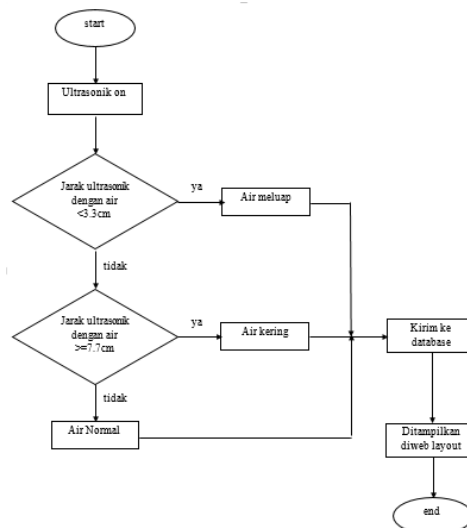 start
Ultrasonik on
Jarak ultrasonik
dengan air
<3.3cm
ya
Air meluap
tidak
Jarak ultrasonik
dengan air
>=7.7cm
ya
Air kering
Kirim ke
database
tidak
Air Normal
Ditampilkan
diweb layout
end